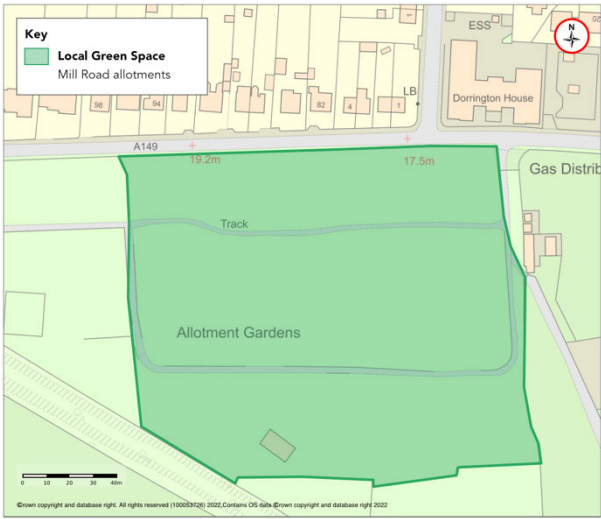 Key
Local Green Space
Mill Road allotments
N
ESS
20
98
94
82
4
1
LB
Dorrington House
A149
19.2m
17.5m
Gas Distrib
Track
Allotment Gardens
0 10 20 30 40m
©rown copyright and database right. All rights reserved (100053726) 2022,Contains OS data ©rown copyright and database right 2022